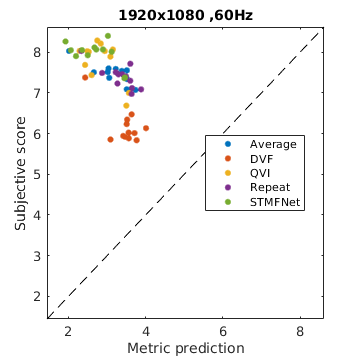 1920x1080 ,60Hz
Subjective score
8
7
6
5
4
3
2
Average
DVF
QVI
Repeat
STMFNet
2 4 6 8
Metric prediction